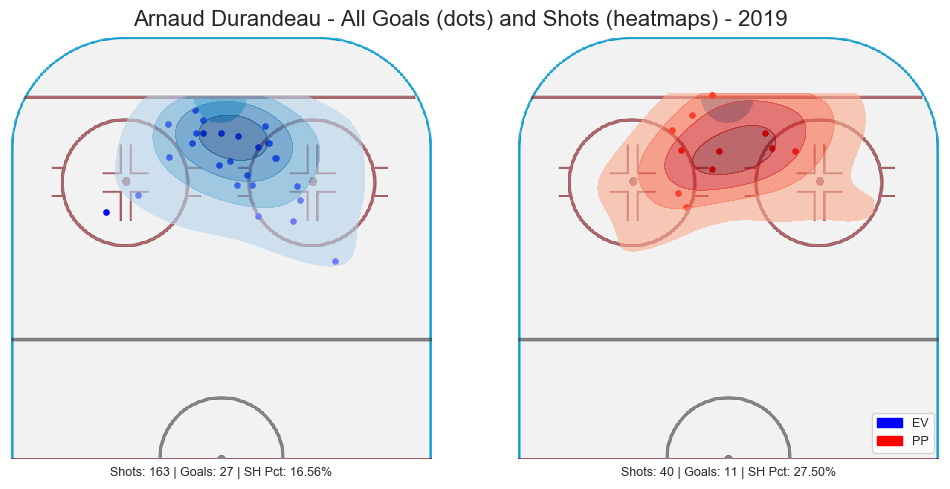 Arnaud Durandeau - All Goals (dots) and Shots (heatmaps) - 2019
EV
PP
Shots: 163 | Goals: 27 | SH Pct: 16.56%
Shots: 40 | Goals: 11 | SH Pct: 27.50%